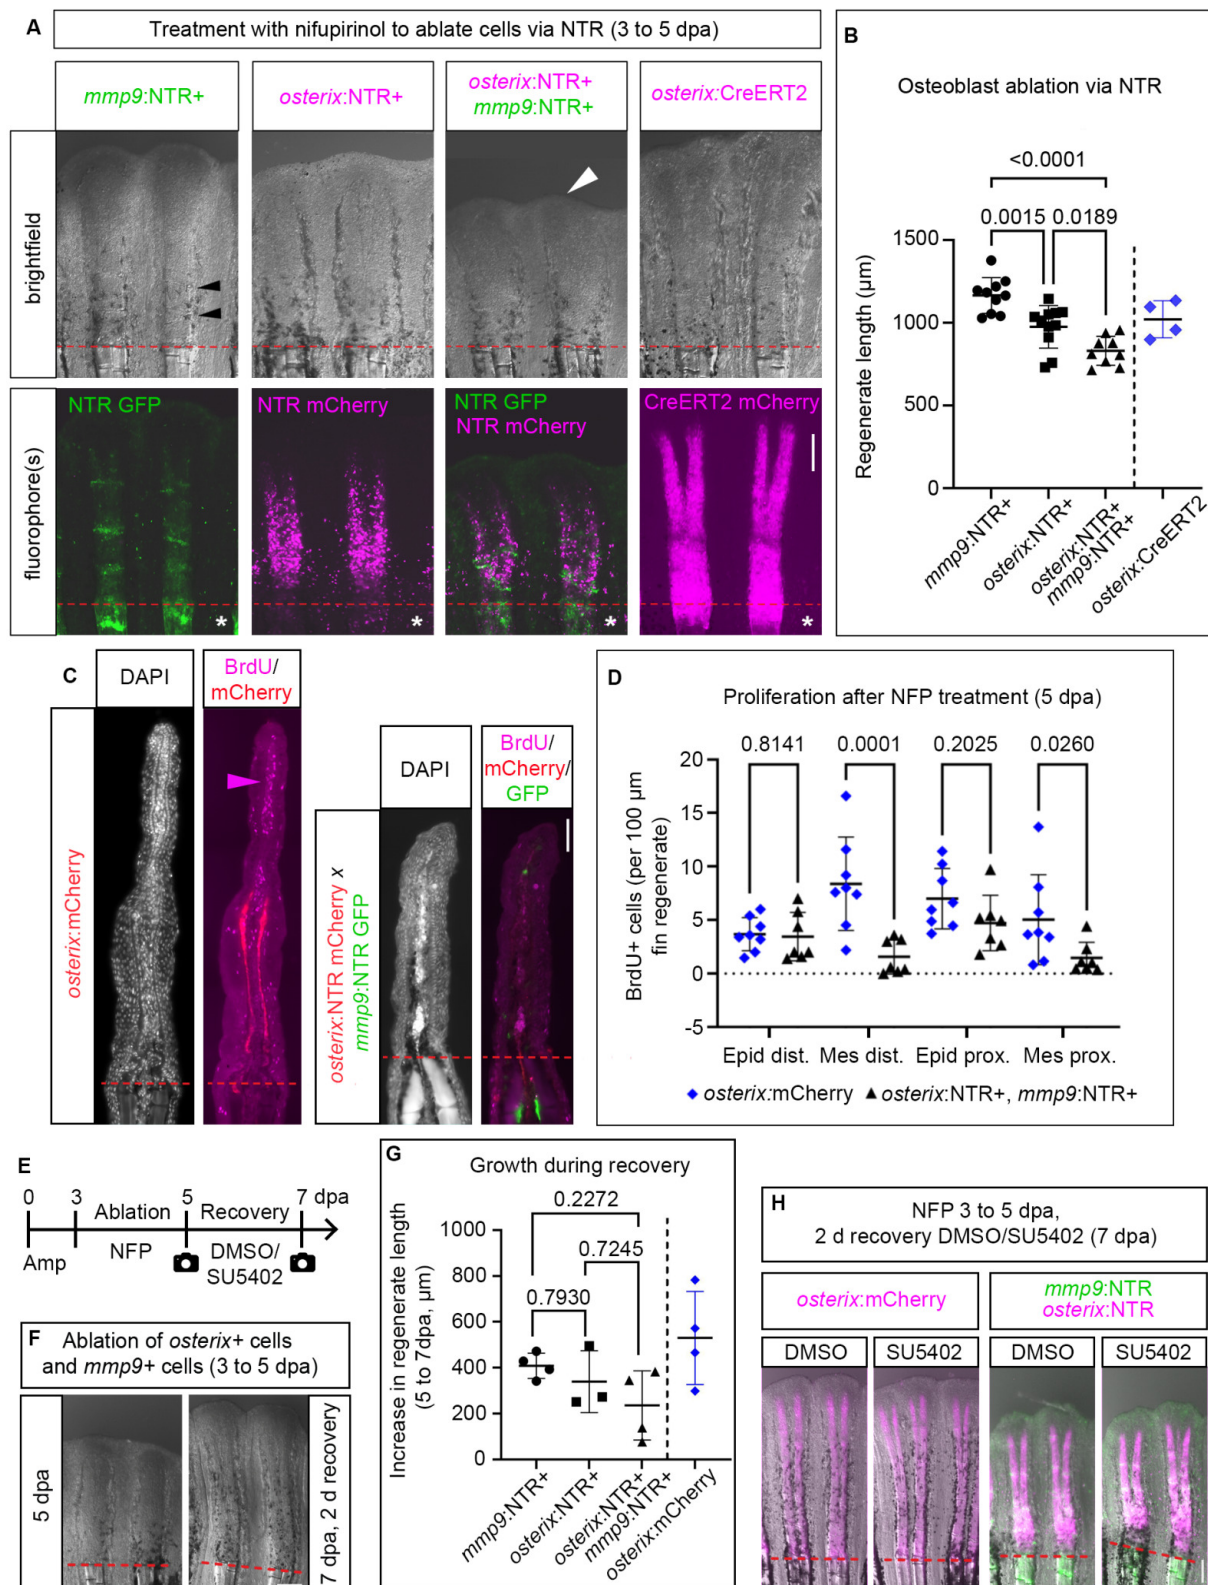 A
Treatment with nifupirinol to ablate cells via NTR (3 to 5 dpa)
mmp9:NTR+
osterix:NTR+
osterix:NTR+
mmp9:NTR+
osterix:CreERT2
brightfield
fluorophore(s)
NTR GFP
NTR mCherry
NTR GFP
NTR mCherry
CreERT2 mCherry
*
*
*
*
B
Osteoblast ablation via NTR
<0.0001
0.0015
0.0189
Regenerate length (µm)
1500
1000
500
0
mmp9:NTR+
osterix:NTR+
osterix:NTR+
mmp9:NTR+
osterix:CreERT2
C
DAPI
BrdU/
mCherry
osterix:mCherry
DAPI
BrdU/
mCherry/
GFP
osterix:NTR mCherry x
mmp9:NTR GFP
D
Proliferation after NFP treatment (5 dpa)
0.8141
0.0001
0.2025
0.0260
BrdU+ cells (per 100 µm
fin regenerate)
20
15
10
5
0
-5
Epid dist.
Mes dist.
Epid prox.
Mes prox.
osterix:mCherry
osterix:NTR+, mmp9:NTR+
E
0
3
5
7 dpa
Ablation
Recovery
Amp
NFP
DMSO/
SU5402
F
Ablation of osterix+ cells
and mmp9+ cells (3 to 5 dpa)
5 dpa
7 dpa, 2 d recovery
G
Growth during recovery
0.2272
0.7245
0.7930
Increase in regenerate length
(5 to 7dpa, µm)
1000
800
600
400
200
0
mmp9:NTR+
osterix:NTR+
osterix:NTR+
mmp9:NTR+
osterix:mCherry
H
NFP 3 to 5 dpa,
2 d recovery DMSO/SU5402 (7 dpa)
osterix:mCherry
mmp9:NTR
osterix:NTR
DMSO
SU5402
DMSO
SU5402